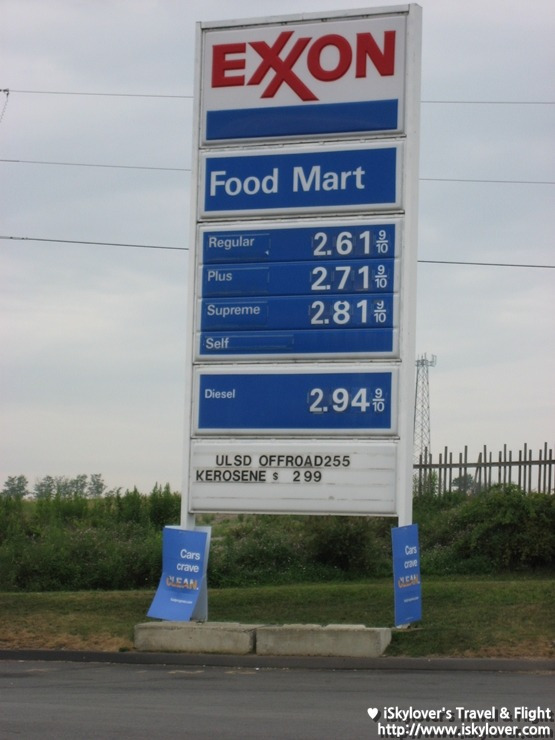 EXXON
Food Mart
Regular 2.61 9/10
Plus 2.71 9/10
Supreme 2.81 9/10
Self
Diesel 2.94 9/10
ULSD OFFROAD255
KEROSENE $ 299
Cars
crave
CLEAN.
Cars
crave
CLEAN.
♥ iSkylover's Travel & Flight
http://www.iskylover.com